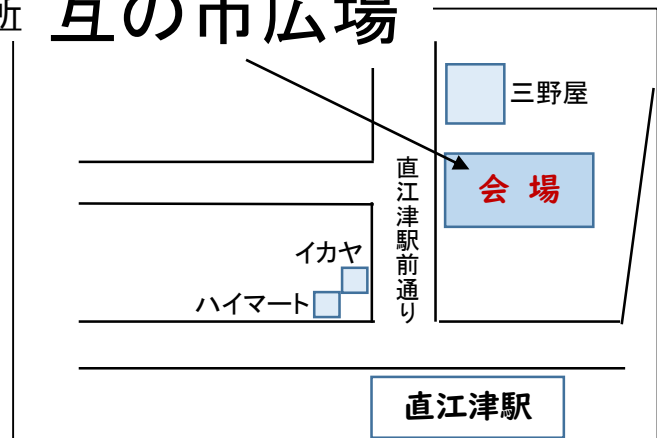 所 互の市広場
三野屋
会場
直江津駅前通り
イカヤ
ハイマート
直江津駅